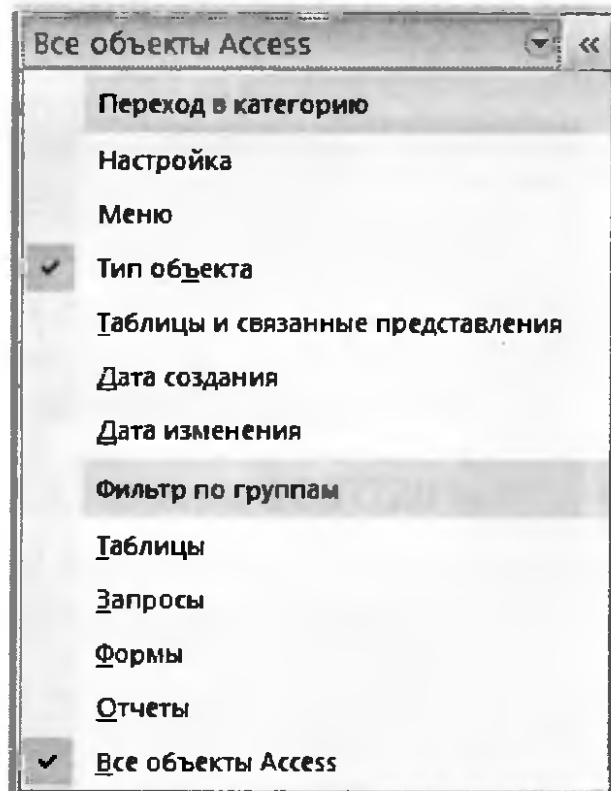 Все объекты Access
Переход в категорию
Настройка
Меню
Тип объекта
Таблицы и связанные представления
Дата создания
Дата изменения
Фильтр по группам
Таблицы
Запросы
Формы
Отчеты
Все объекты Access